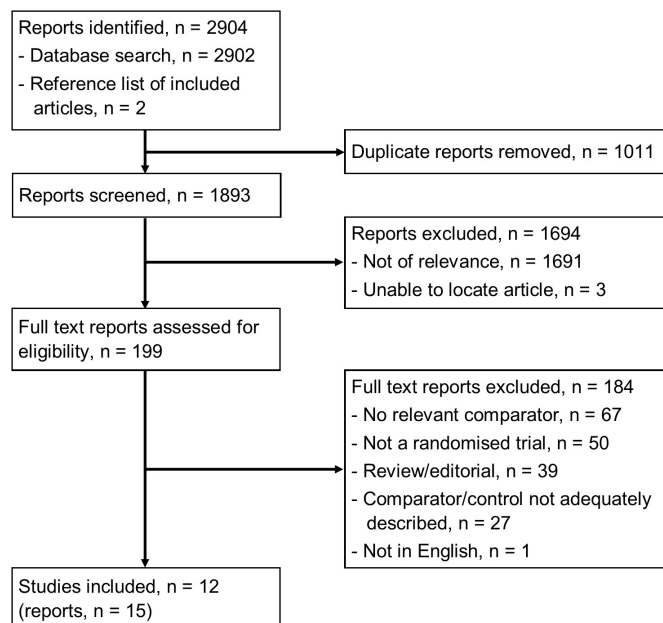 Reports identified, n = 2904
- Database search, n = 2902
- Reference list of included
articles, n = 2
Duplicate reports removed, n = 1011
Reports screened, n = 1893
Reports excluded, n = 1694
- Not of relevance, n = 1691
- Unable to locate article, n = 3
Full text reports assessed for
eligibility, n = 199
Full text reports excluded, n = 184
- No relevant comparator, n = 67
- Not a randomised trial, n = 50
- Review/editorial, n = 39
- Comparator/control not adequately
described, n = 27
- Not in English, n = 1
Studies included, n = 12
(reports, n = 15)